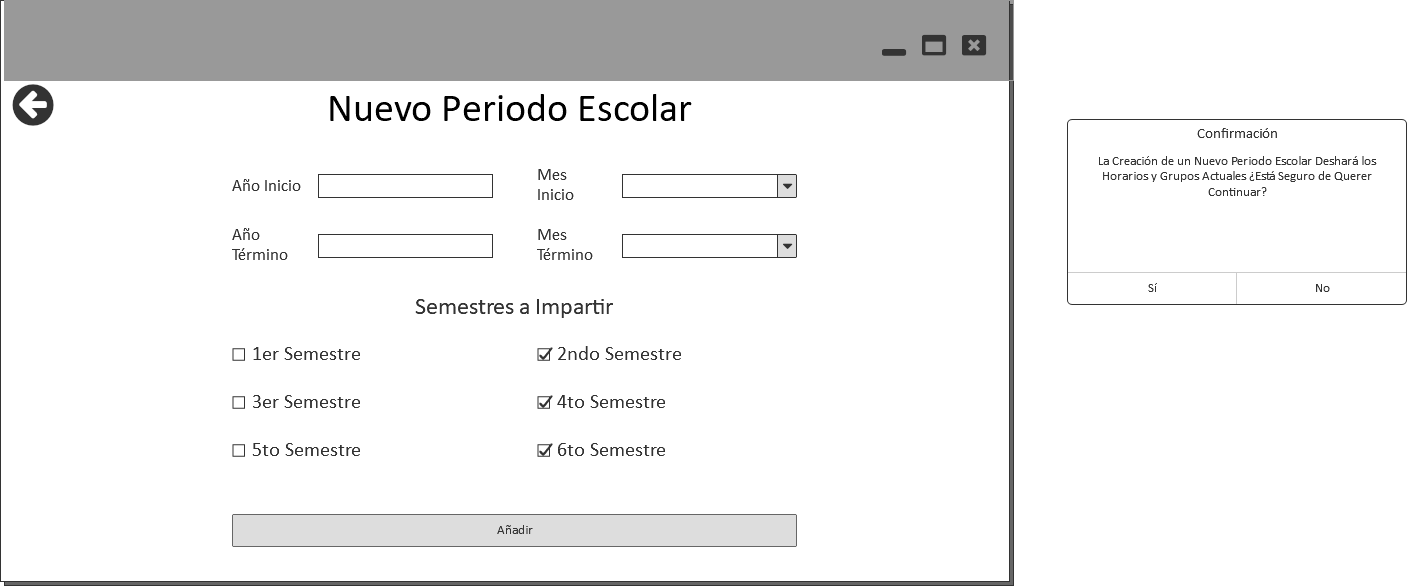 Nuevo Periodo Escolar
Año Inicio
Mes
Inicio
Año
Término
Mes
Término
Semestres a Impartir
1er Semestre
2ndo Semestre
3er Semestre
4to Semestre
5to Semestre
6to Semestre
Añadir
Confirmación
La Creación de un Nuevo Periodo Escolar Deshará los
Horarios y Grupos Actuales ¿Está Seguro de Querer
Continuar?
Sí
No